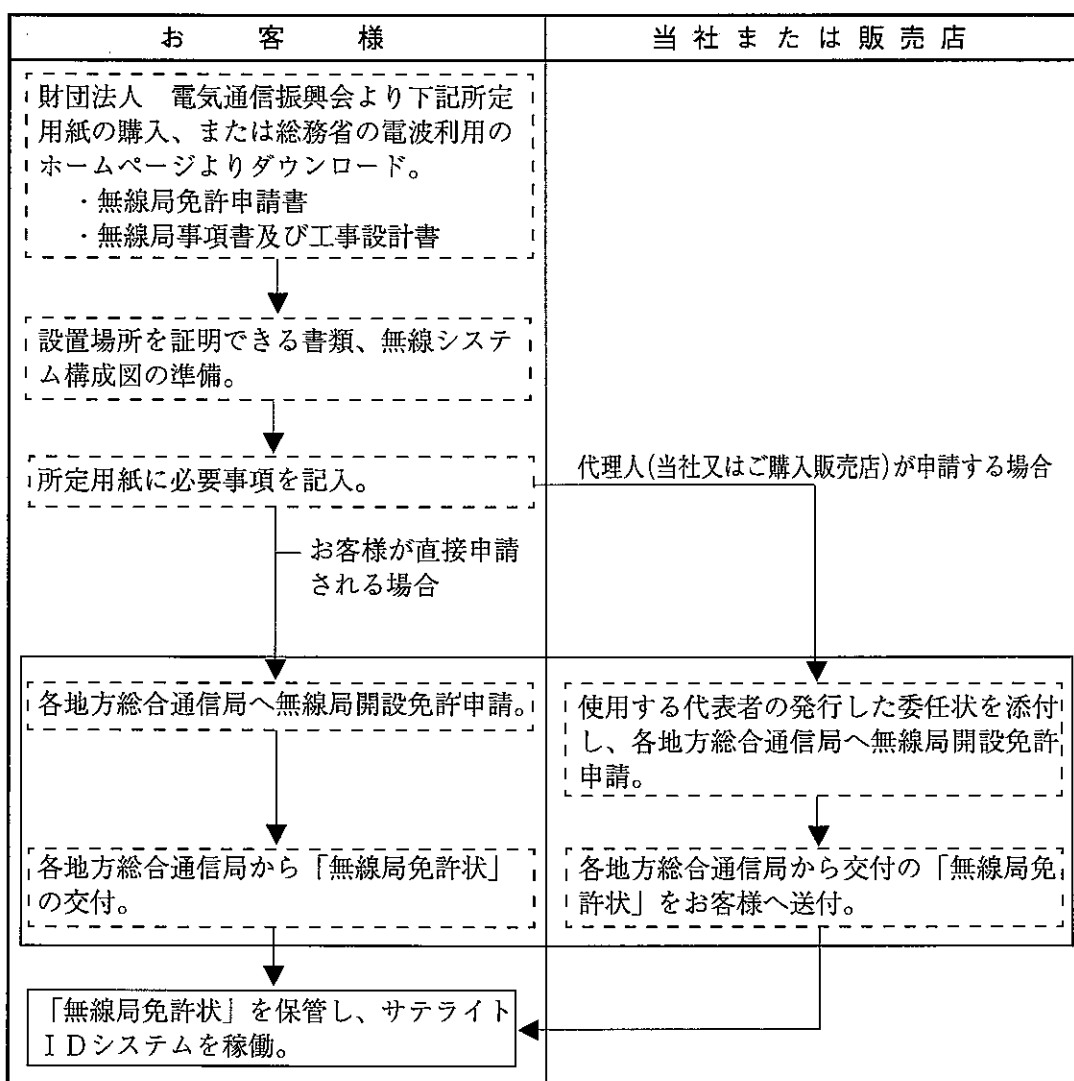 お客様
当社または販売店
財団法人 電気通信振興会より下記所定
用紙の購入、または総務省の電波利用の
ホームページよりダウンロード。
・無線局免許申請書
・無線局事項書及び工事設計書
設置場所を証明できる書類、無線システ
ム構成図の準備。
所定用紙に必要事項を記入。
代理人(当社又はご購入販売店)が申請する場合
お客様が直接申請
される場合
各地方総合通信局へ無線局開設免許申請。
使用する代表者の発行した委任状を添付
し、各地方総合通信局へ無線局開設免許
申請。
各地方総合通信局から「無線局免許状」
の交付。
各地方総合通信局から交付の「無線局免
許状」をお客様へ送付。
「無線局免許状」を保管し、サテライト
ＩＤシステムを稼働。